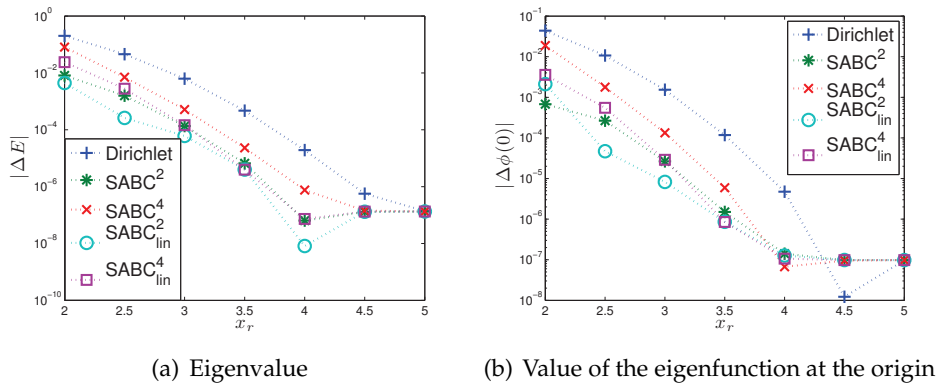 10^0
10^-2
10^-4
10^-6
10^-8
10^-10
|ΔE|
Dirichlet
SABC^2
SABC^4
SABC^2_lin
SABC^4_lin
2 2.5 3 3.5 4 4.5 5
x_r
(a) Eigenvalue
10^-1
10^-2
10^-3
10^-4
10^-5
10^-6
10^-7
10^-8
|Δϕ(0)|
Dirichlet
SABC^2
SABC^4
SABC^2_lin
SABC^4_lin
2 2.5 3 3.5 4 4.5 5
x_r
(b) Value of the eigenfunction at the origin